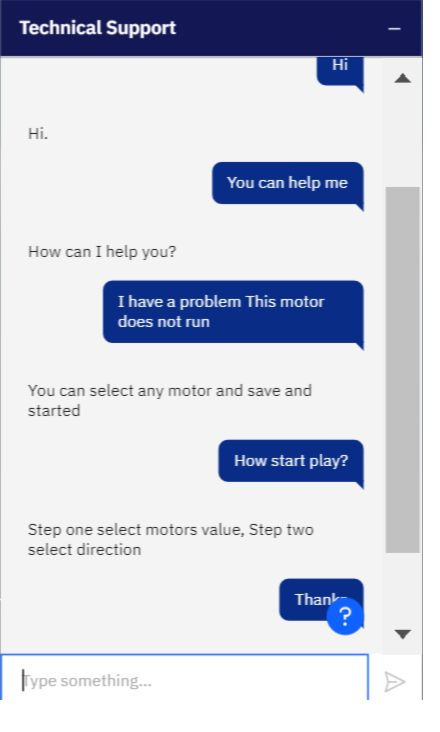 Technical Support
Hi
Hi.
You can help me
How can I help you?
I have a problem This motor
does not run
You can select any motor and save and
started
How start play?
Step one select motors value, Step two
select direction
Thanks
?
Type something...